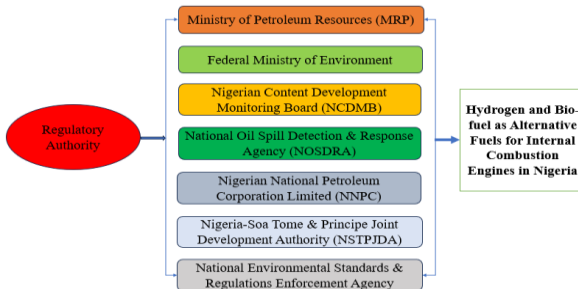 Ministry of Petroleum Resources (MRP)
Federal Ministry of Environment
Nigerian Content Development
Monitoring Board (NCDMB)
Regulatory
Authority
National Oil Spill Detection & Response
Agency (NOSDRA)
Nigerian National Petroleum
Corporation Limited (NNPC)
Nigeria-Soa Tome & Principe Joint
Development Authority (NSTPJDA)
National Environmental Standards &
Regulations Enforcement Agency
Hydrogen and Bio-
fuel as Alternative
Fuels for Internal
Combustion
Engines in Nigeria